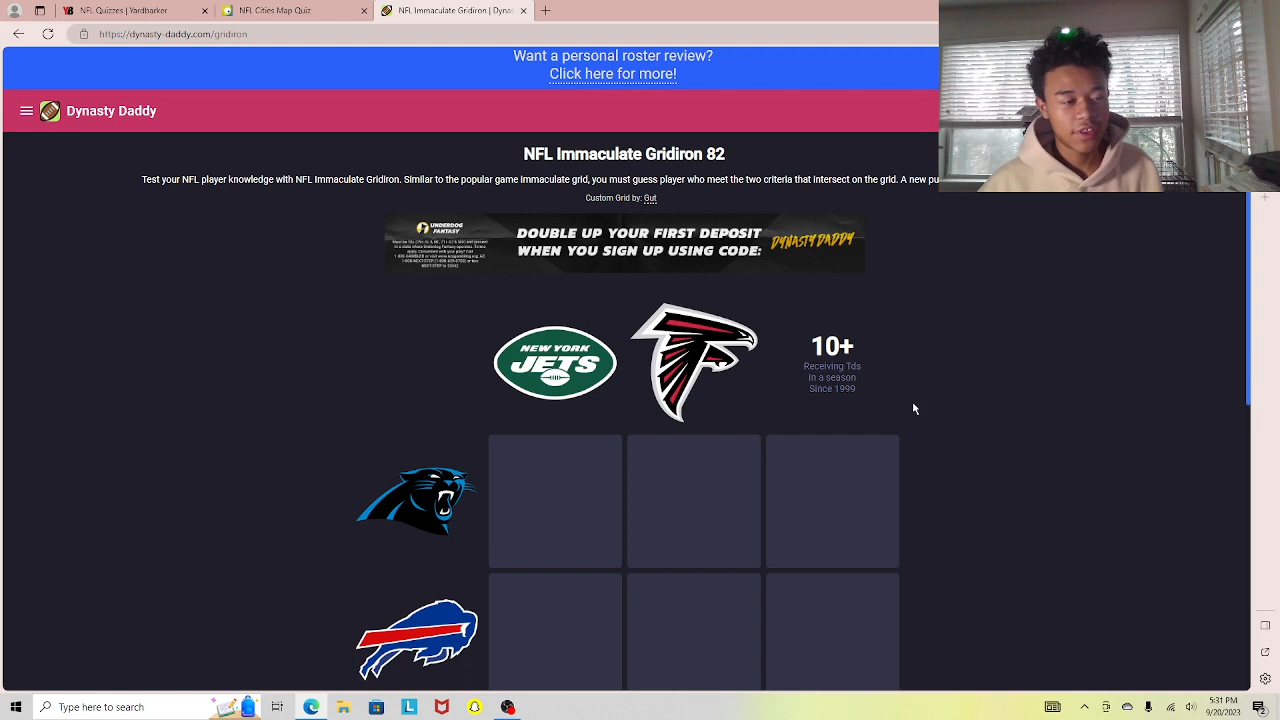 NFL Quizzes | Yardbarker
NFL Cities Map Quiz
NFL Immaculate Gridiron | Dynas
https://dynasty-daddy.com/gridiron
Want a personal roster review?
Click here for more!
Dynasty Daddy
NFL Immaculate Gridiron 82
Test your NFL player knowledge with NFL Immaculate Gridiron. Similar to the popular game Immaculate grid, you must guess player who meet the two criteria that intersect on the grid. A new pu
Custom Grid by: Gut
UNDERDOG
FANTASY
DOUBLE UP YOUR FIRST DEPOSIT
WHEN YOU SIGN UP USING CODE:
DYNASTY DADDY
NEW YORK
JETS
10+
Receiving Tds
in a season
Since 1999
Type here to search
5:31 PM
9/20/2023